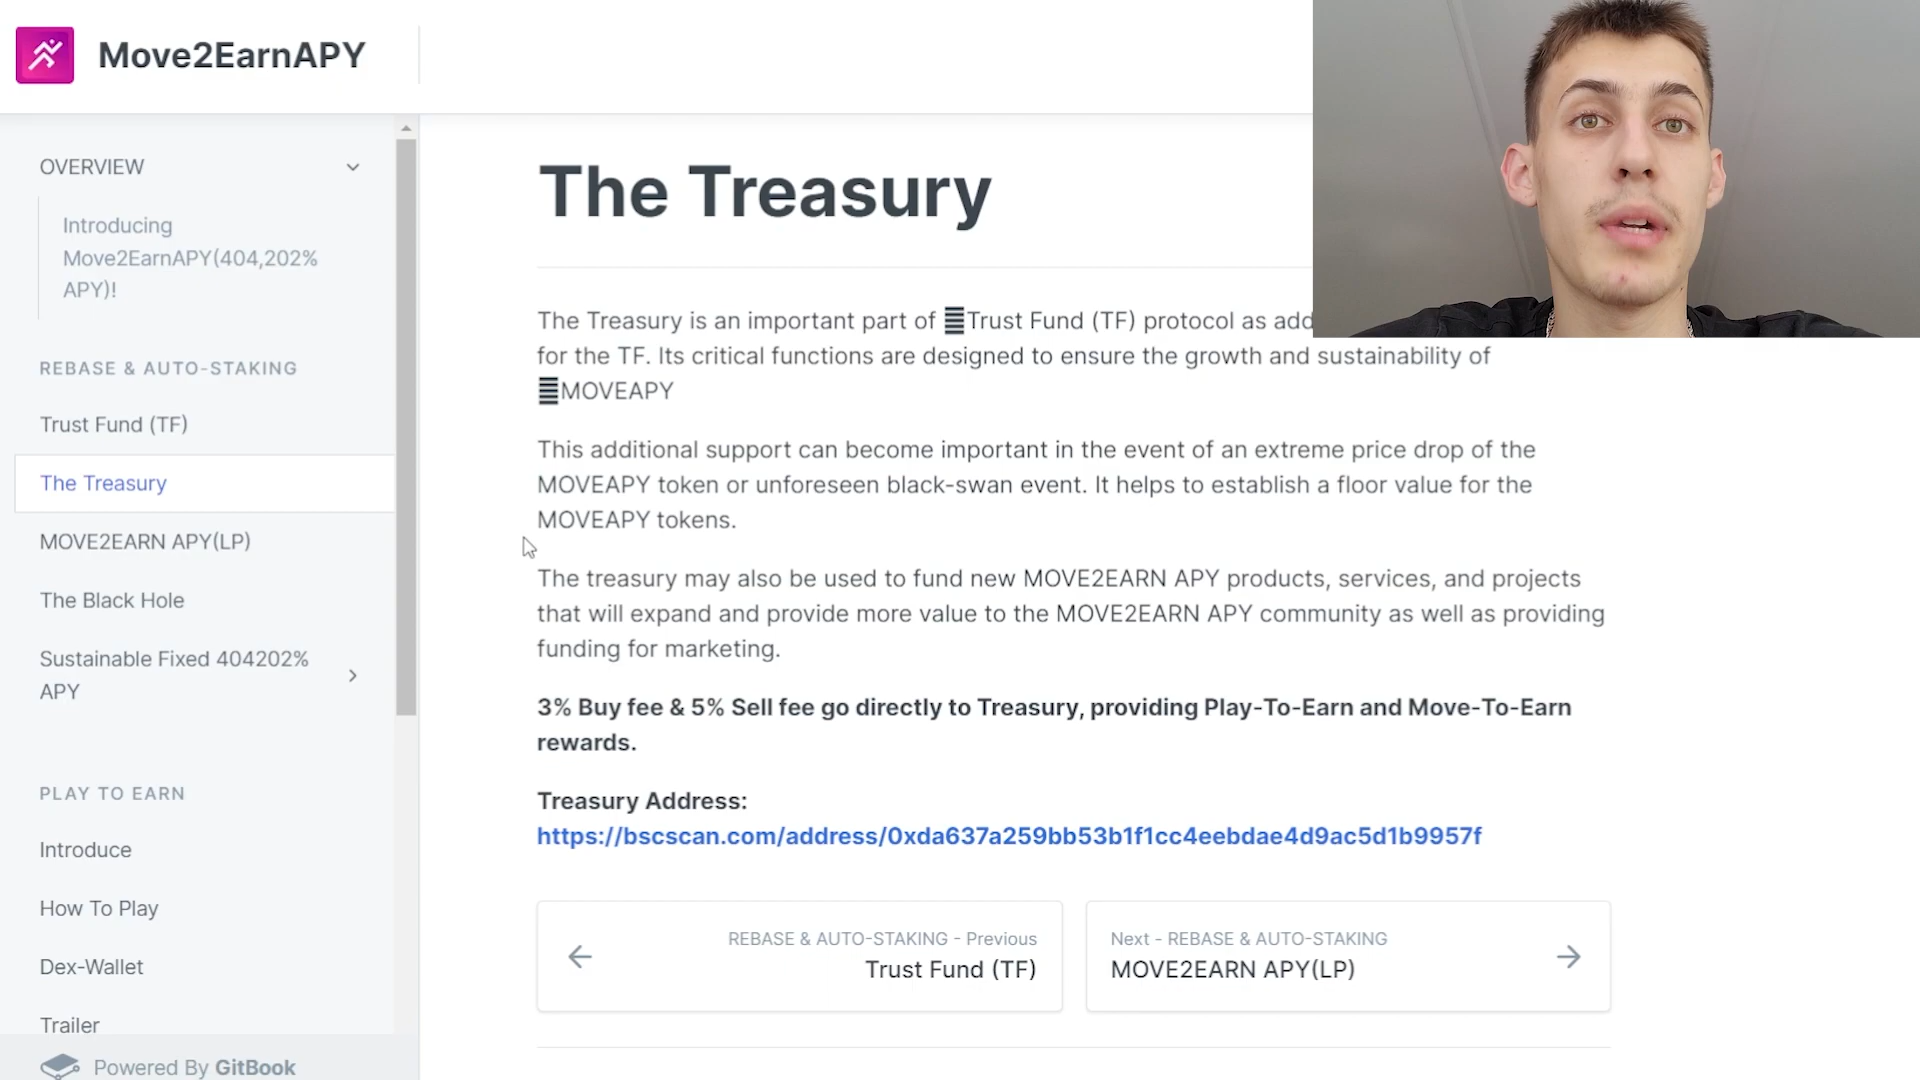 Move2EarnAPY
OVERVIEW
Introducing
Move2EarnAPY(404,202%
APY)!
REBASE & AUTO-STAKING
Trust Fund (TF)
The Treasury
MOVE2EARN APY(LP)
The Black Hole
Sustainable Fixed 404202%
APY
PLAY TO EARN
Introduce
How To Play
Dex-Wallet
Trailer
Powered By GitBook
The Treasury
The Treasury is an important part of Trust Fund (TF) protocol as
for the TF. Its critical functions are designed to ensure the growth and sustainability of
MOVEAPY
This additional support can become important in the event of an extreme price drop of the
MOVEAPY token or unforeseen black-swan event. It helps to establish a floor value for the
MOVEAPY tokens.
The treasury may also be used to fund new MOVE2EARN APY products, services, and projects
that will expand and provide more value to the MOVE2EARN APY community as well as providing
funding for marketing.
3% Buy fee & 5% Sell fee go directly to Treasury, providing Play-To-Earn and Move-To-Earn
rewards.
Treasury Address:
https://bscscan.com/address/0xda637a259bb53b1f1cc4eebdae4d9ac5d1b9957f
REBASE & AUTO-STAKING - Previous
Trust Fund (TF)
Next - REBASE & AUTO-STAKING
MOVE2EARN APY(LP)